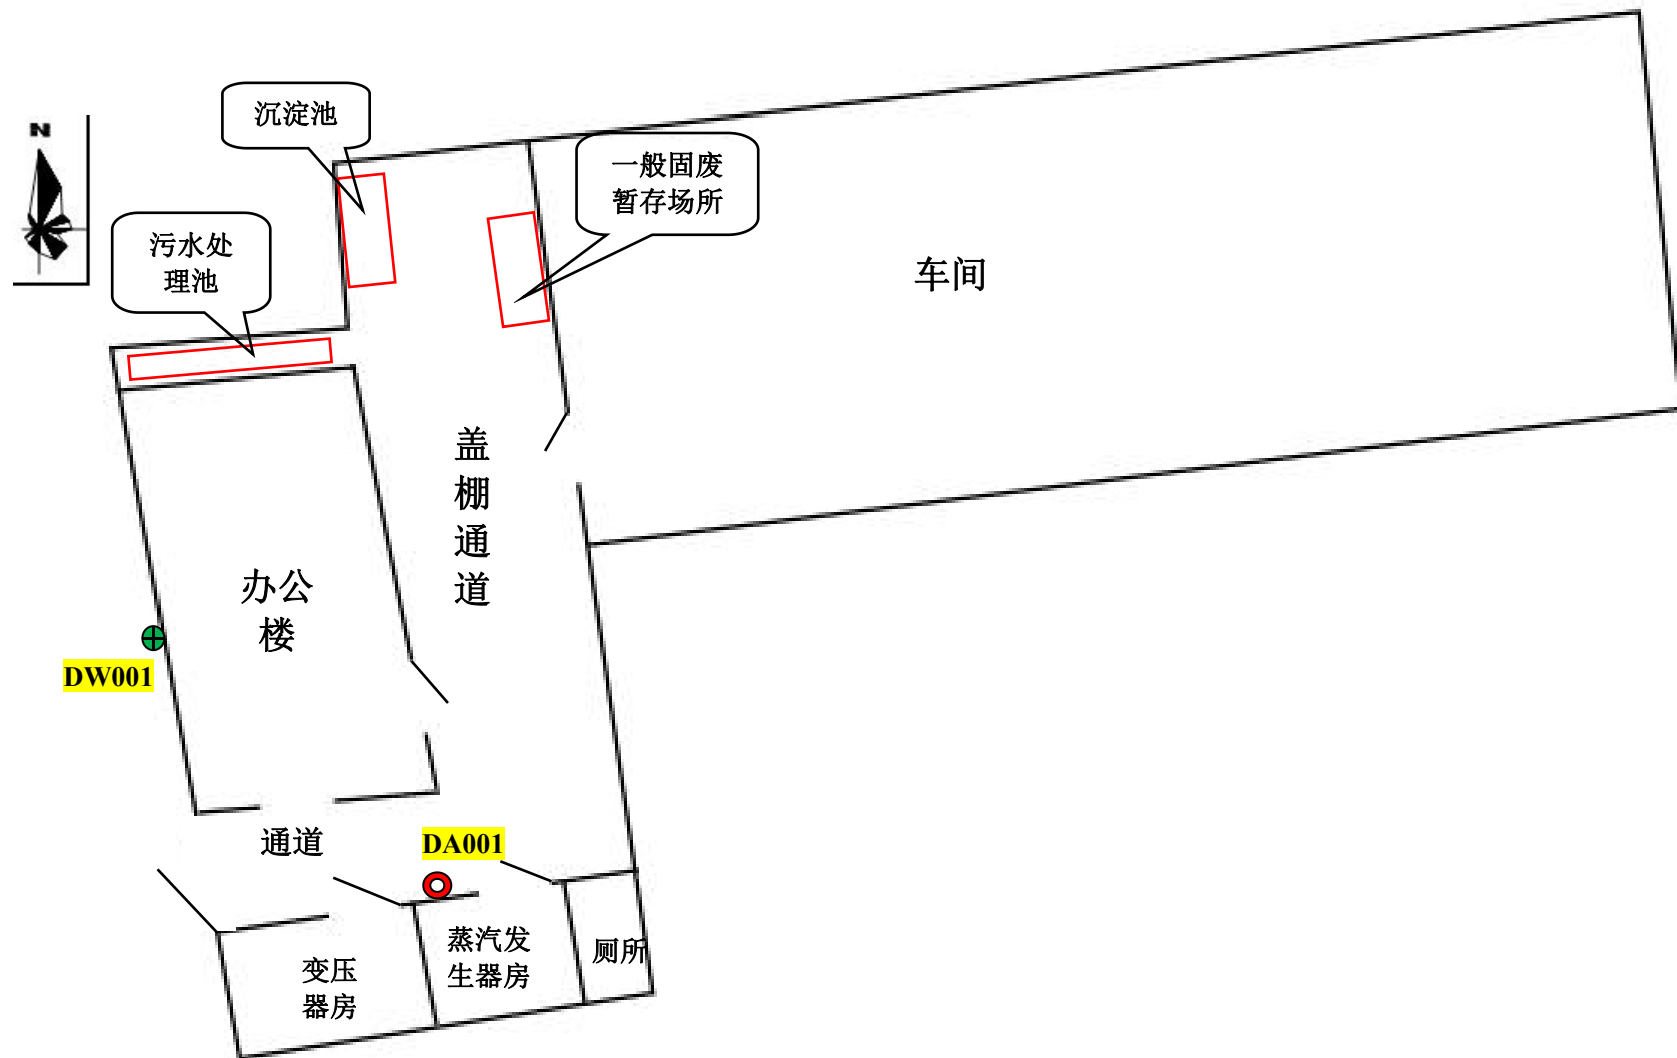 沉淀池
N
一般固废
暂存场所
污水处
理池
车间
盖
棚
通
道
办公
楼
DW001
通道
DA001
蒸汽发
生器房
厕所
变压
器房